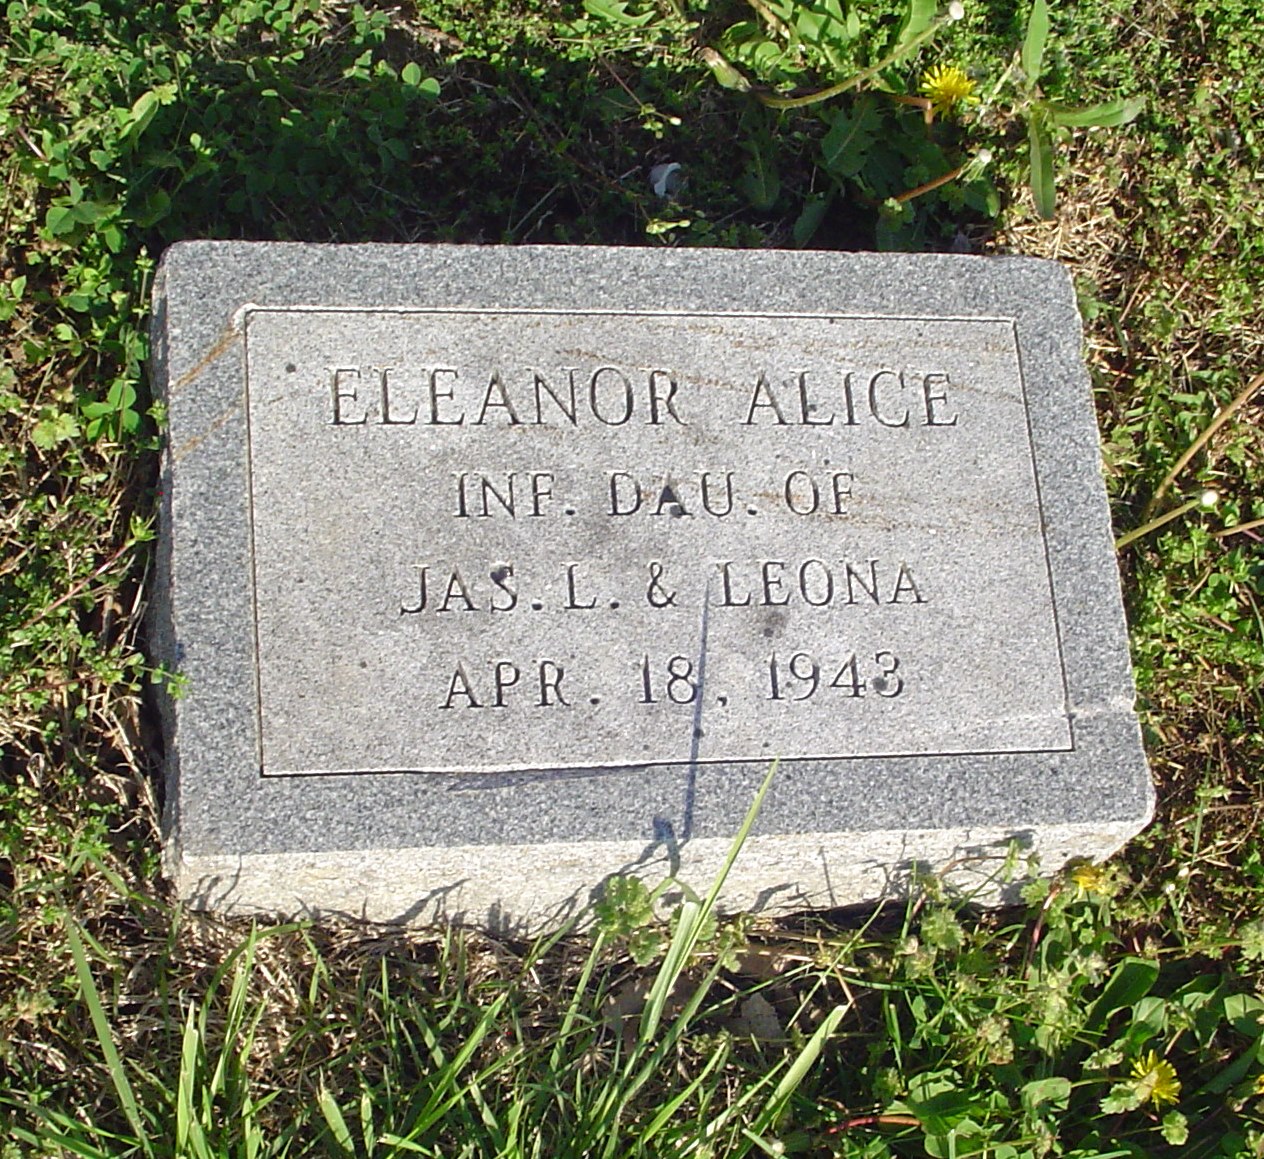 ELEANOR ALICE
INF. DAU. OF
JAS. L. & LEONA
APR. 18, 1943